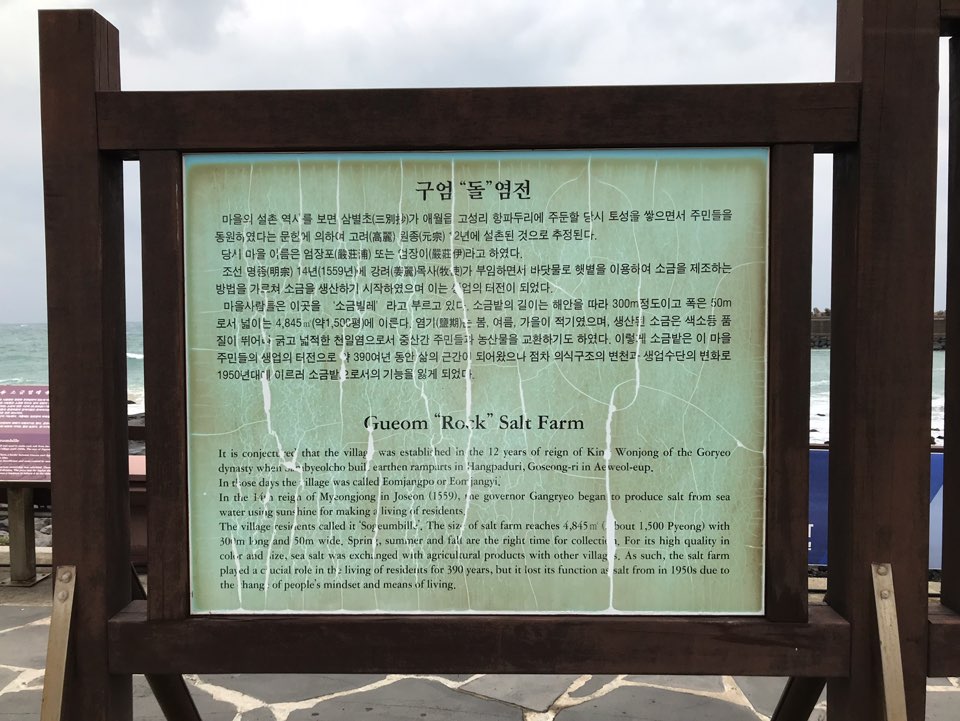 구엄 “돌”염전
마을의 설촌 역사를 보면 삼별초(三別抄)가 애월읍 고성리 항파두리에 주둔할 당시 토성을 쌓으면서 주민들을
동원하였다는 문헌에 의하여 고려(高麗) 원종(元宗) 12년에 설촌된 것으로 추정된다.
당시 마을 이름은 엄장포(嚴莊浦) 또는 엄장이(嚴莊伊)라고 하였다.
조선 명종(明宗) 14년(1559년)에 강려(姜麗)목사(牧使)가 부임하면서 바닷물로 햇볕을 이용하여 소금을 제조하는
방법을 가르쳐 소금을 생산하기 시작하였으며 이는 생업의 터전이 되었다.
마을사람들은 이곳을 ‘소금빌레’ 라고 부르고 있다. 소금밭의 길이는 해안을 따라 300m정도이고 폭은 50m
로서 넓이는 4,845㎡(약1,500평)에 이른다. 염기(鹽期)는 봄, 여름, 가을이 적기였으며, 생산된 소금은 색소등 품
질이 뛰어나 굵고 넓적한 천일염으로서 중산간 주민들과 농산물을 교환하기도 하였다. 이렇게 소금밭은 이 마을
주민들의 생업의 터전으로 약 390여년 동안 삶의 근간이 되어왔으나 점차 의식구조의 변천과 생업수단의 변화로
1950년대에 이르러 소금밭으로서의 기능을 잃게 되었다.
Gueom “Rock” Salt Farm
It is conjectured that the village was established in the 12 years of reign of King Wonjong of the Goryeo
dynasty when Sambyeolcho built earthen ramparts in Hangpaduri, Goseong-ri in Aeweol-eup.
In those days the village was called Eomjangpo or Eomjangyi.
In the 14th reign of Myeongjong in Joseon (1559), the governor Gangryeo began to produce salt from sea
water using sunshine for making a living of residents.
The village residents called it ‘Sogeumbille’, The size of salt farm reaches 4,845㎡ (about 1,500 Pyeong) with
300m long and 50m wide. Spring, summer and fall are the right time for collection. For its high quality in
color and size, sea salt was exchanged with agricultural products with other villages. As such, the salt farm
played a crucial role in the living of residents for 390 years, but it lost its function as salt farm from in 1950s due to
the change of people's mindset and means of living.